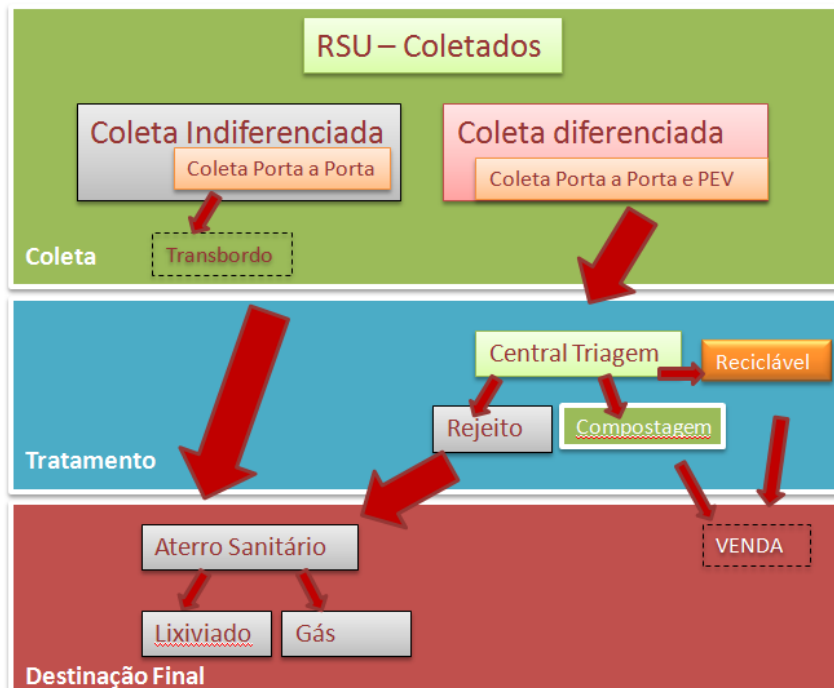 RSU – Coletados
Coleta Indiferenciada
Coleta Porta a Porta
Coleta diferenciada
Coleta Porta a Porta e PEV
Transbordo
Coleta
Central Triagem
Reciclável
Rejeito
Compostagem
Tratamento
Aterro Sanitário
VENDA
Lixiviado
Gás
Destinação Final